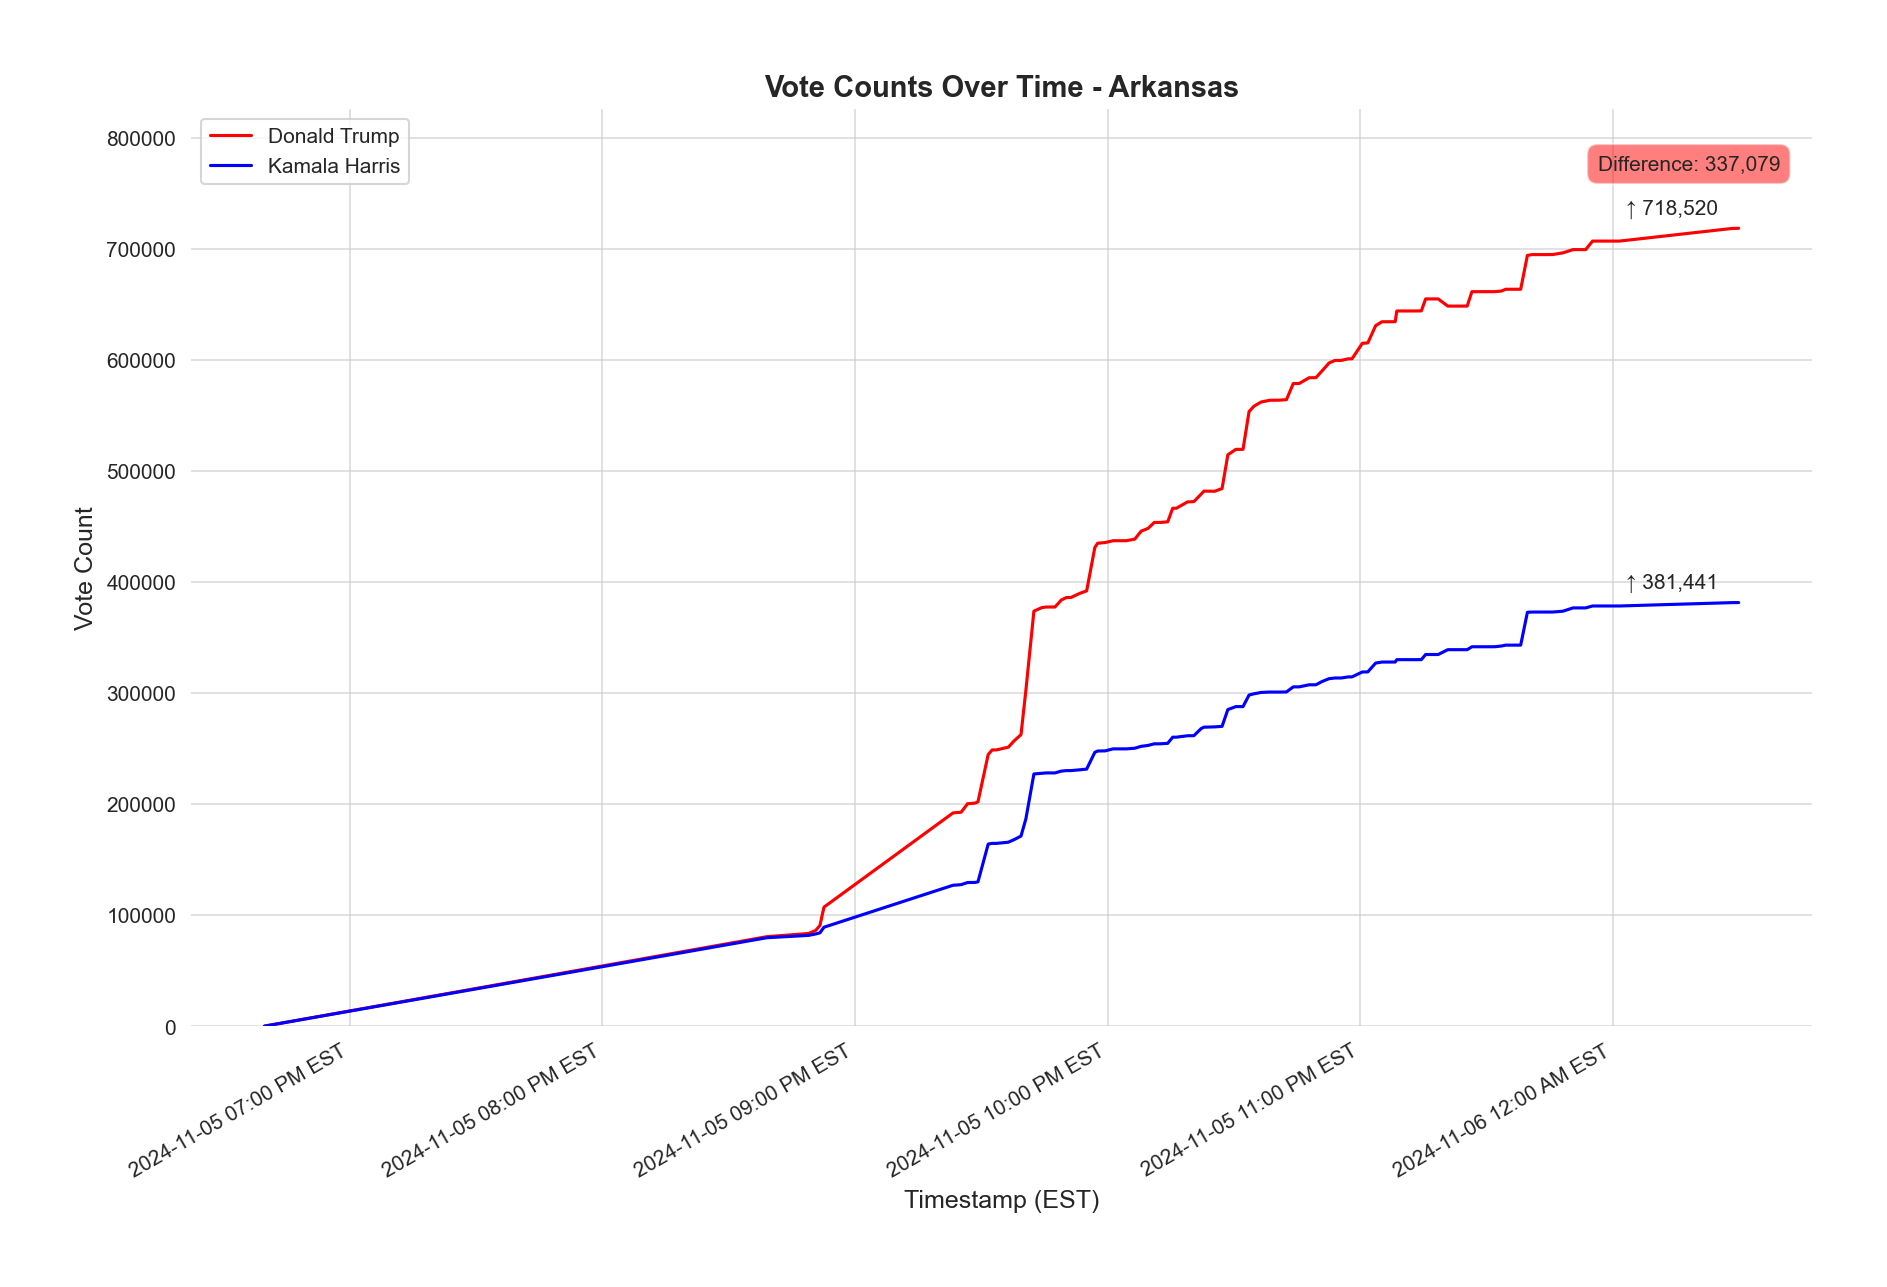 Vote Counts Over Time - Arkansas
Donald Trump
Kamala Harris
Difference: 337,079
↑ 718,520
↑ 381,441
Vote Count
800000
700000
600000
500000
400000
300000
200000
100000
0
2024-11-05 07:00 PM EST
2024-11-05 08:00 PM EST
2024-11-05 09:00 PM EST
2024-11-05 10:00 PM EST
2024-11-05 11:00 PM EST
2024-11-06 12:00 AM EST
Timestamp (EST)